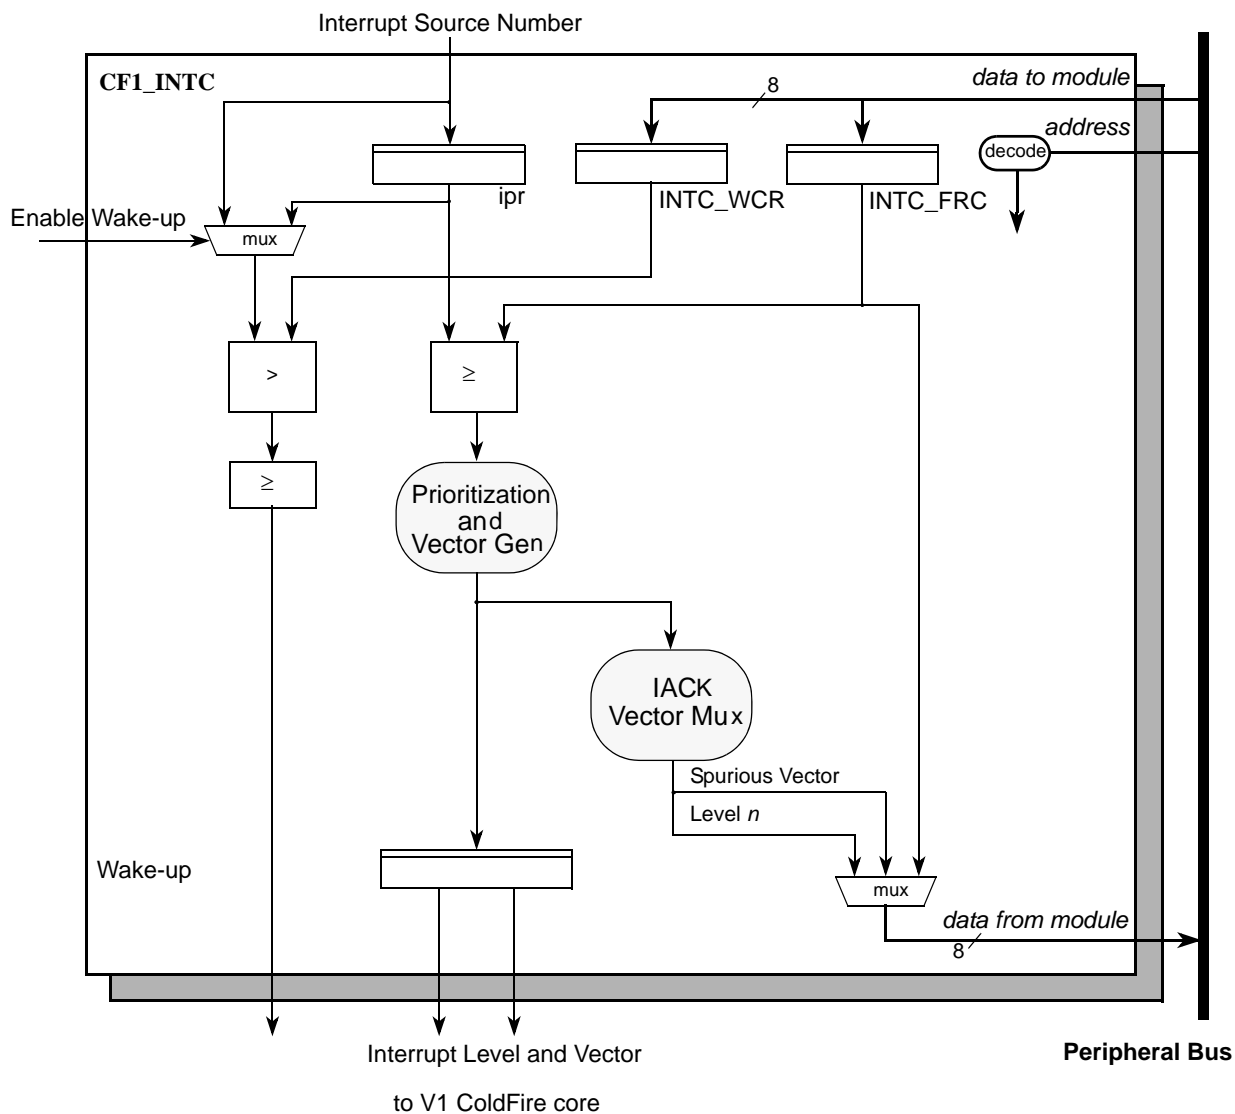 Interrupt Source Number
CF1_INTC
data to module
8
address
decode
ipr
INTC_WCR
INTC_FRC
Enable Wake-up
mux
>
≥
≥
Prioritization
and
Vector Gen
IACK
Vector Mux
Spurious Vector
Level n
Wake-up
mux
data from module
8
Interrupt Level and Vector
to V1 ColdFire core
Peripheral Bus